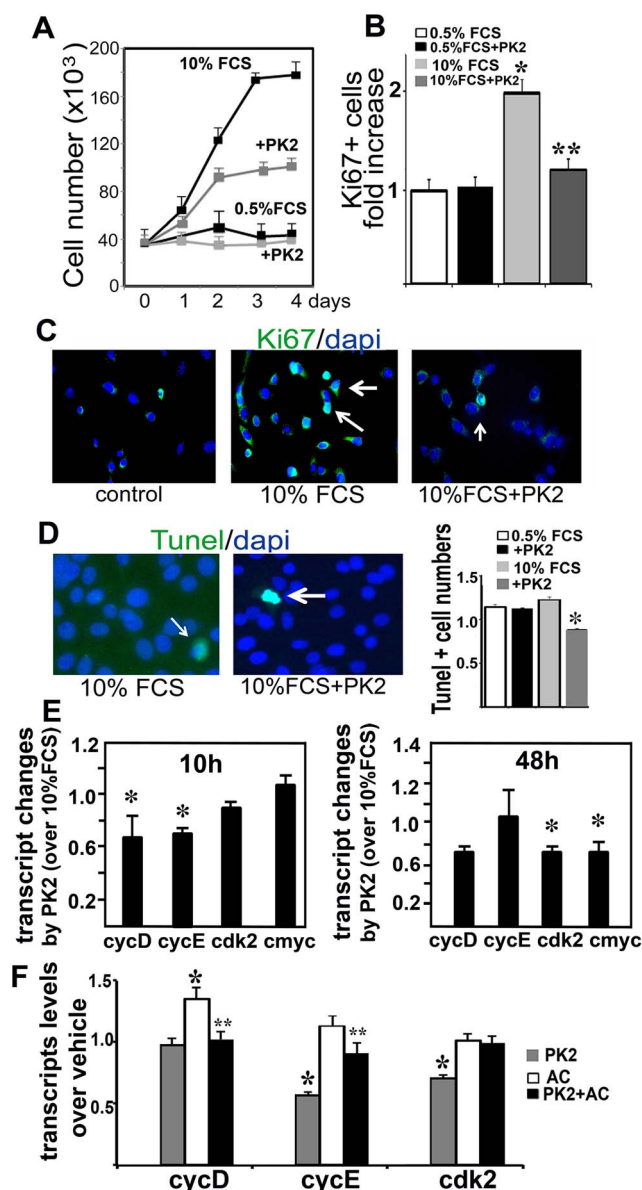 A
Cell number (x10³)
200
160
120
80
40
0
10% FCS
+PK2
0.5%FCS
+PK2
0 1 2 3 4 days
B
0.5% FCS
0.5%FCS+PK2
10% FCS
10%FCS+PK2
Ki67+ cells
fold increase
2
1
*
**
C
Ki67/dapi
control
10% FCS
10%FCS+PK2
D
Tunel/dapi
10% FCS
10%FCS+PK2
0.5% FCS
+PK2
10% FCS
+PK2
Tunel + cell numbers
1.5
1.0
*
E
transcript changes
by PK2 (over 10%FCS)
1.2
1.0
0.6
0.2
10h
* *
cycD cycE cdk2 cmyc
transcript changes
by PK2 (over 10%FCS)
1.4
1.0
0.6
0.2
48h
* *
cycD cycE cdk2 cmyc
F
transcripts levels
over vehicle
1.5
1.0
0.5
*
**
*
**
*
PK2
AC
PK2+AC
cycD cycE cdk2